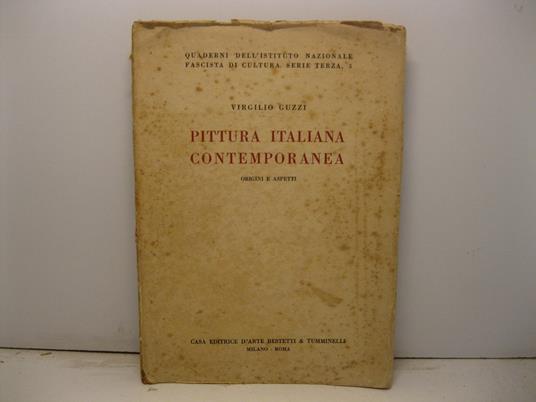 QUADERNI DELL'ISTITUTO NAZIONALE
FASCISTA DI CULTURA. SERIE TERZA, 3
VIRGILIO GUZZI
PITTURA ITALIANA
CONTEMPORANEA
ORIGINI E ASPETTI
CASA EDITRICE D'ARTE BESTETTI & TUMMINELLI
MILANO - ROMA